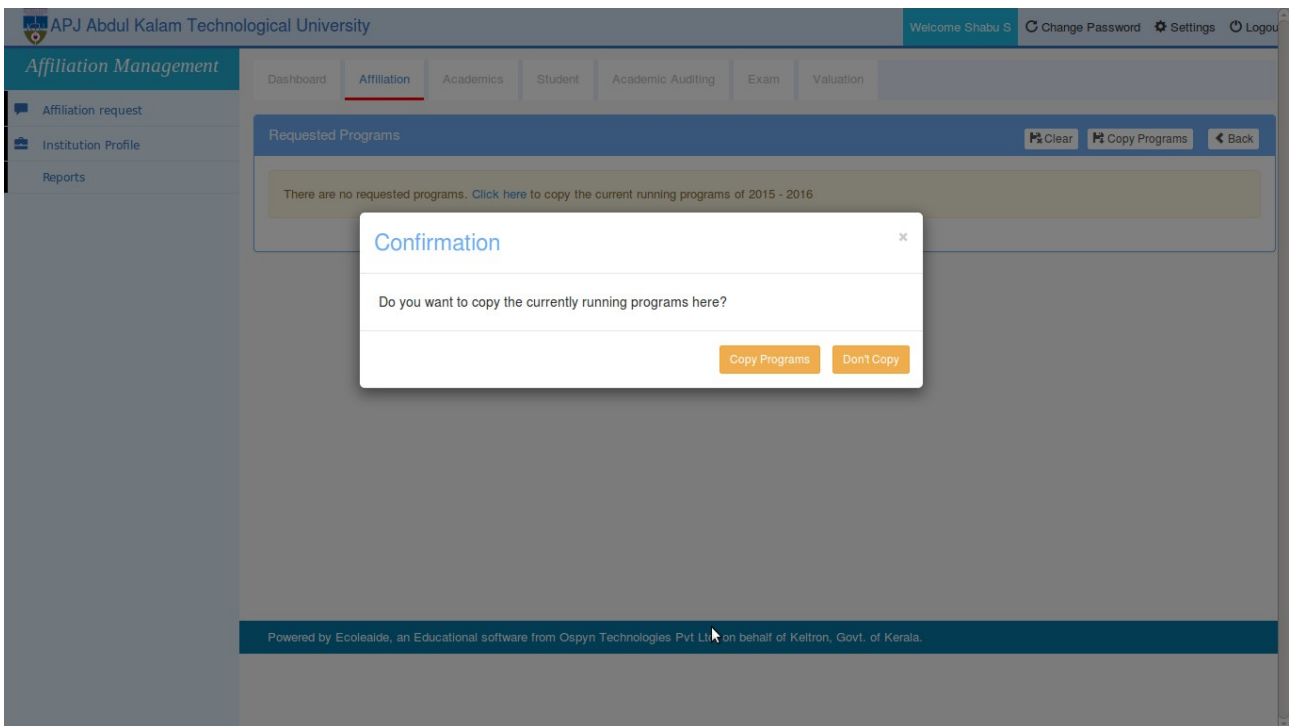 APJ Abdul Kalam Technological University
Welcome Shabu S Change Password Settings Logou
Affiliation Management
Dashboard Affiliation Academics Student Academic Auditing Exam Valuation
Affiliation request
Institution Profile
Reports
Requested Programs
Clear Copy Programs Back
There are no requested programs. Click here to copy the current running programs of 2015 - 2016
Confirmation ×
Do you want to copy the currently running programs here?
Copy Programs Don't Copy
Powered by Ecoleaide, an Educational software from Ospyn Technologies Pvt Ltd on behalf of Keltron, Govt. of Kerala.